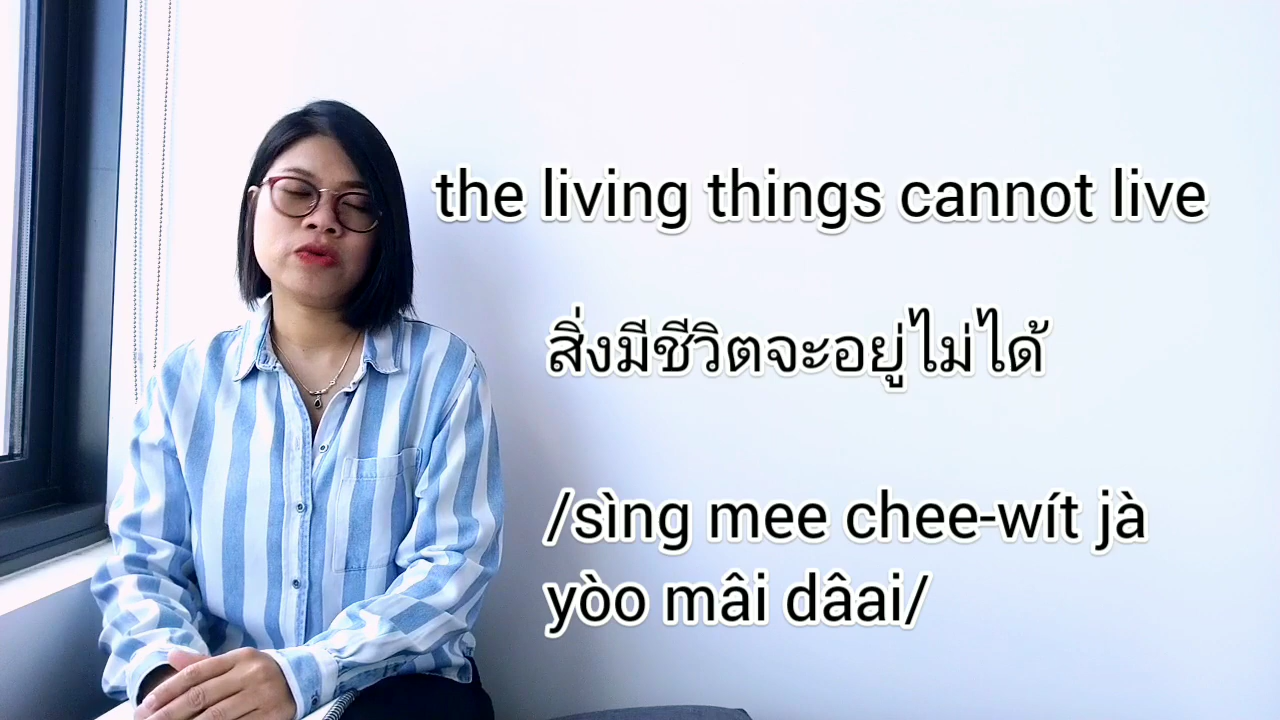 the living things cannot live
สิ่งมีชีวิตจะอยู่ไม่ได้
/sìng mee chee-wít jà
yòo mâi dâai/